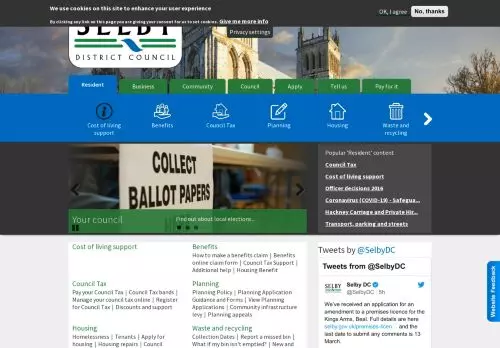 We use cookies on this site to enhance your user experience
By clicking any link on this page you are giving your consent for us to set cookies. Give me more info
OK, I agree
No, thanks
Privacy settings
SELBY
DISTRICT COUNCIL
Resident
Business
Community
Council
Apply
Tell us
Pay for it
Cost of living
support
Benefits
Council Tax
Planning
Housing
Waste and
recycling
COLLECT
BALLOT PAPERS
Your council
Find out about local elections...
Popular 'Resident' content
Council Tax
Cost of living support
Officer decisions 2016
Coronavirus (COVID-19) - Safegua...
Hackney Carriage and Private Hir...
Transport, parking and streets
Cost of living support
Benefits
How to make a benefits claim | Benefits
online claim form | Council Tax Support |
Additional help | Housing Benefit
Council Tax
Pay your Council Tax | Council Tax bands |
Manage your council tax online | Register
for Council Tax | Discounts and support
Planning
Planning Policy | Planning Application
Guidance and Forms | View Planning
Applications | Community infrastructure
levy | Planning appeals
Housing
Homelessness | Tenants | Apply for
housing | Housing repairs | Council
Waste and recycling
Collection Dates | Report a missed bin
| What if my bin isn't emptied? | New and
Tweets by @SelbyDC
Tweets from @SelbyDC
Selby DC
@SelbyDC · 5h
We've received an application for an
amendment to a premises licence for the
Kings Arms, Beal. Full details are here
selby.gov.uk/premises-licen... and the
last date to submit any comments is 13
March.
Website Feedback